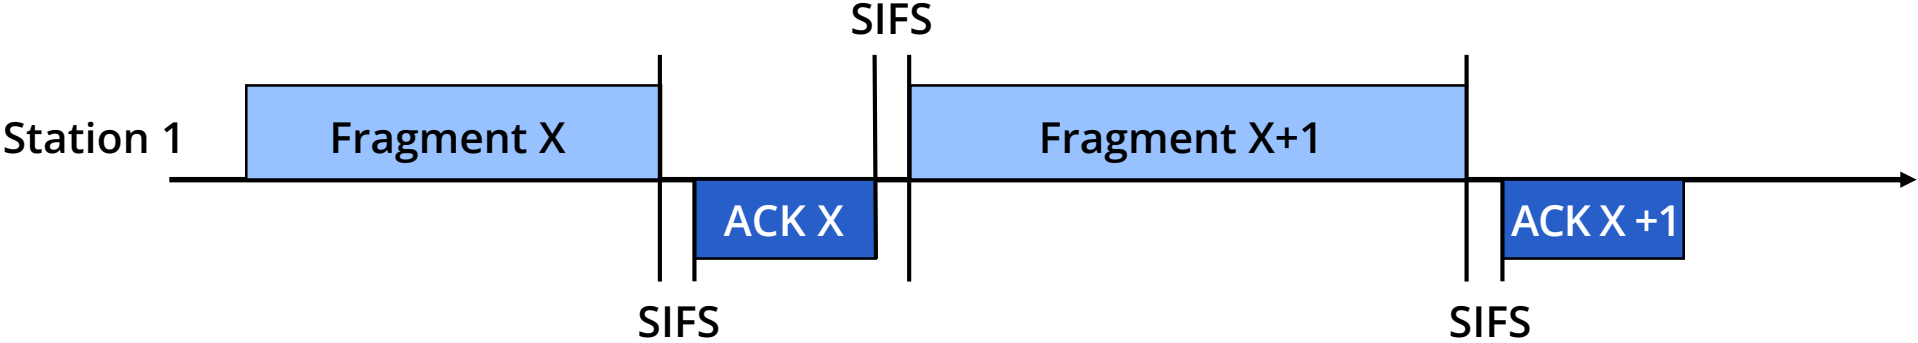 SIFS
Station 1
Fragment X
Fragment X+1
ACK X
ACK X +1
SIFS
SIFS